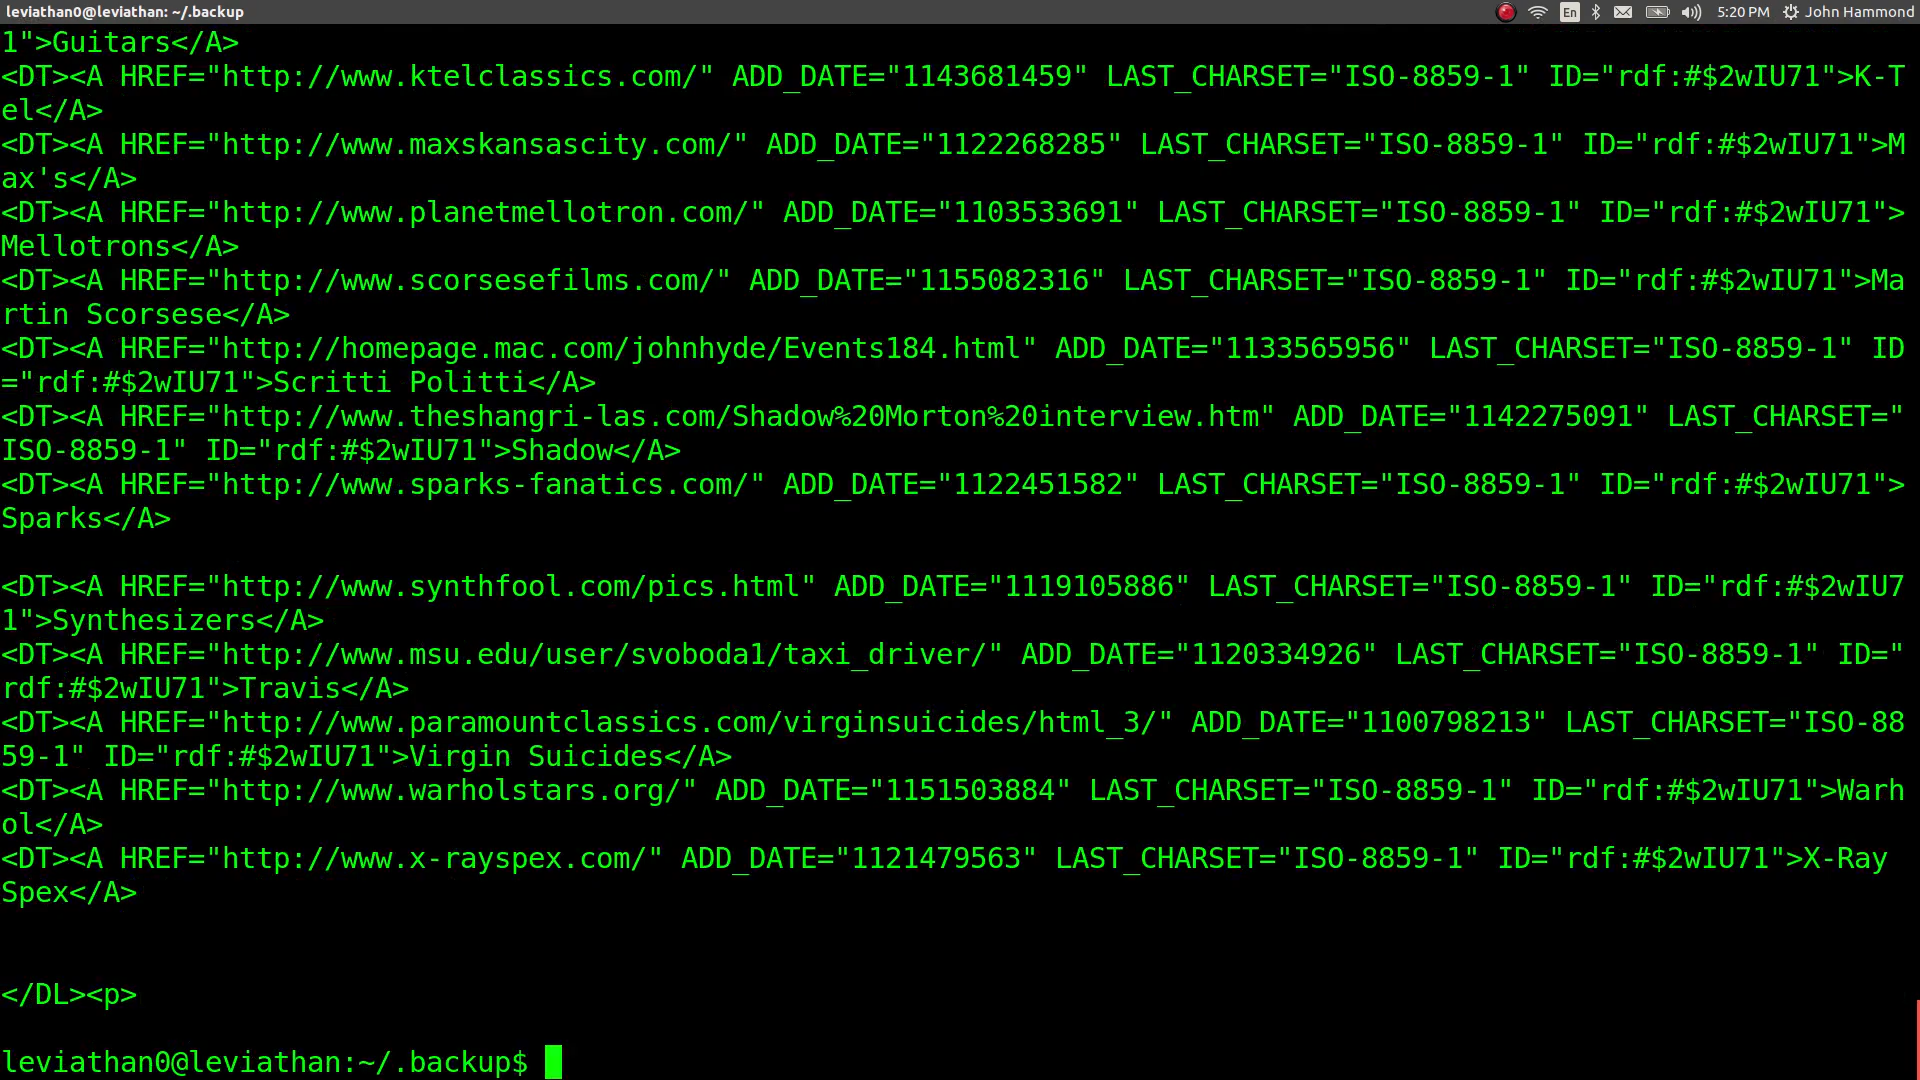 leviathan0@leviathan: ~/.backup
En
5:20 PM
John Hammond
1">Guitars</A>
<DT><A HREF="http://www.ktelclassics.com/" ADD_DATE="1143681459" LAST_CHARSET="ISO-8859-1" ID="rdf:#$2wIU71">K-T
el</A>
<DT><A HREF="http://www.maxskansascity.com/" ADD_DATE="1122268285" LAST_CHARSET="ISO-8859-1" ID="rdf:#$2wIU71">M
ax's</A>
<DT><A HREF="http://www.planetmellotron.com/" ADD_DATE="1103533691" LAST_CHARSET="ISO-8859-1" ID="rdf:#$2wIU71">
Mellotrons</A>
<DT><A HREF="http://www.scorsesefilms.com/" ADD_DATE="1155082316" LAST_CHARSET="ISO-8859-1" ID="rdf:#$2wIU71">Ma
rtin Scorsese</A>
<DT><A HREF="http://homepage.mac.com/johnhyde/Events184.html" ADD_DATE="1133565956" LAST_CHARSET="ISO-8859-1" ID
="rdf:#$2wIU71">Scritti Politti</A>
<DT><A HREF="http://www.theshangri-las.com/Shadow%20Morton%20interview.htm" ADD_DATE="1142275091" LAST_CHARSET="
ISO-8859-1" ID="rdf:#$2wIU71">Shadow</A>
<DT><A HREF="http://www.sparks-fanatics.com/" ADD_DATE="1122451582" LAST_CHARSET="ISO-8859-1" ID="rdf:#$2wIU71">
Sparks</A>
<DT><A HREF="http://www.synthfool.com/pics.html" ADD_DATE="1119105886" LAST_CHARSET="ISO-8859-1" ID="rdf:#$2wIU7
1">Synthesizers</A>
<DT><A HREF="http://www.msu.edu/user/svoboda1/taxi_driver/" ADD_DATE="1120334926" LAST_CHARSET="ISO-8859-1" ID="
rdf:#$2wIU71">Travis</A>
<DT><A HREF="http://www.paramountclassics.com/virginsuicides/html_3/" ADD_DATE="1100798213" LAST_CHARSET="ISO-88
59-1" ID="rdf:#$2wIU71">Virgin Suicides</A>
<DT><A HREF="http://www.warholstars.org/" ADD_DATE="1151503884" LAST_CHARSET="ISO-8859-1" ID="rdf:#$2wIU71">Warh
ol</A>
<DT><A HREF="http://www.x-rayspex.com/" ADD_DATE="1121479563" LAST_CHARSET="ISO-8859-1" ID="rdf:#$2wIU71">X-Ray
Spex</A>
</DL><p>
leviathan0@leviathan:~/.backup$